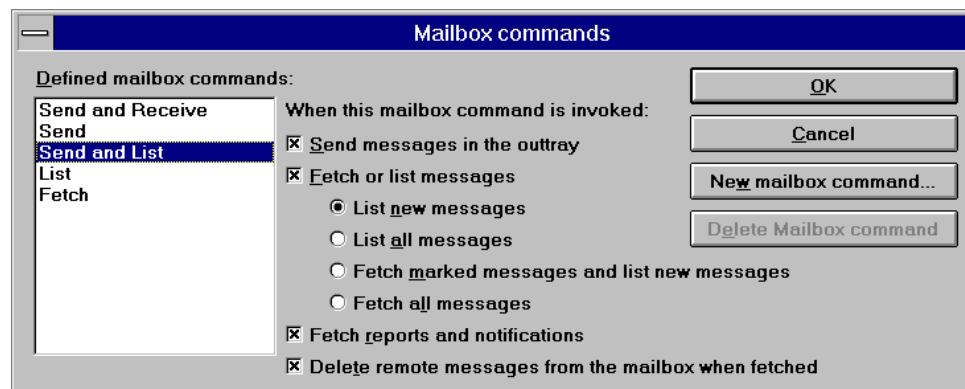 Mailbox commands
Defined mailbox commands:
Send and Receive
Send
Send and List
List
Fetch
When this mailbox command is invoked:
Send messages in the outtray
Fetch or list messages
List new messages
List all messages
Fetch marked messages and list new messages
Fetch all messages
Fetch reports and notifications
Delete remote messages from the mailbox when fetched
OK
Cancel
New mailbox command...
Delete Mailbox command